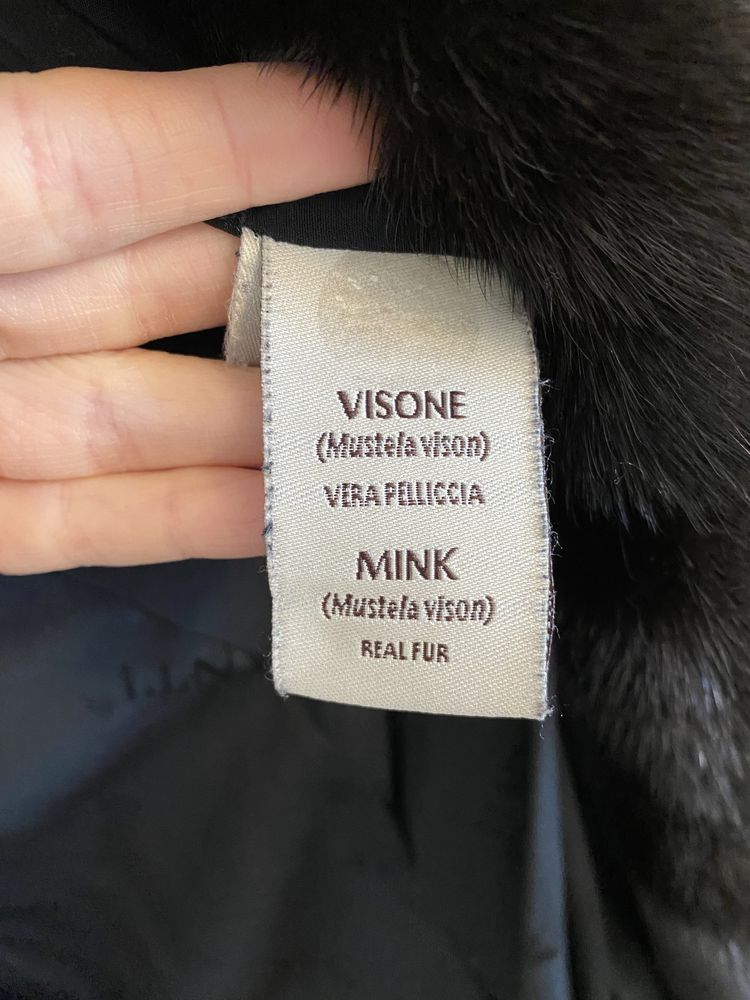 VISONE
(Mustela vison)
VERA PELLICCIA
MINK
(Mustela vison)
REAL FUR